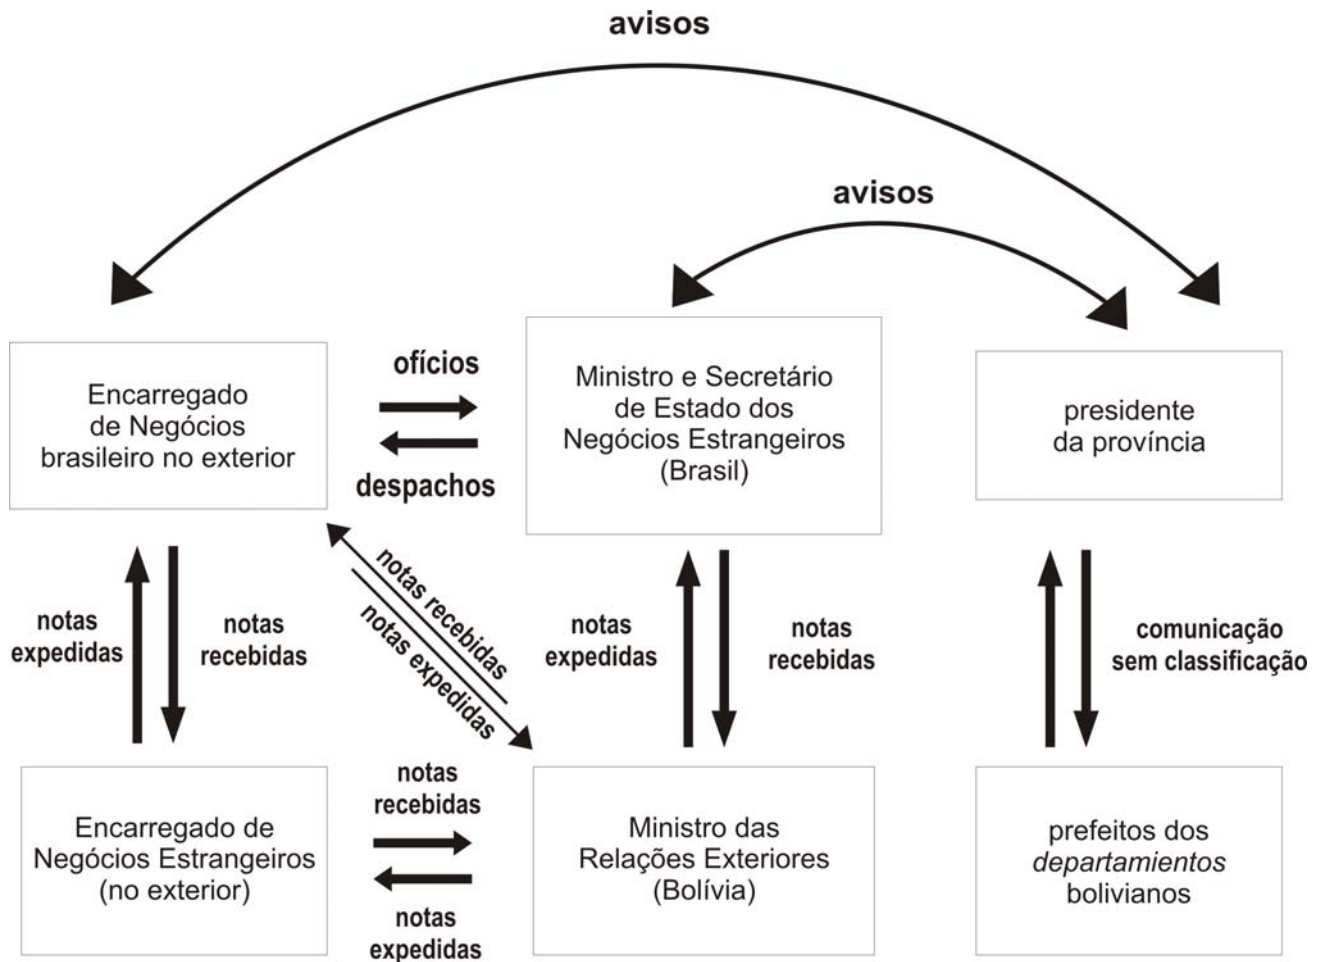 avisos
avisos
Encarregado
de Negócios
brasileiro no exterior
ofícios
despachos
Ministro e Secretário
de Estado dos
Negócios Estrangeiros
(Brasil)
presidente
da província
notas
expedidas
notas
recebidas
notas recebidas
notas expedidas
notas
expedidas
notas
recebidas
comunicação
sem classificação
Encarregado de
Negócios Estrangeiros
(no exterior)
notas
recebidas
notas
expedidas
Ministro das
Relações Exteriores
(Bolívia)
prefeitos dos
departamientos
bolivianos